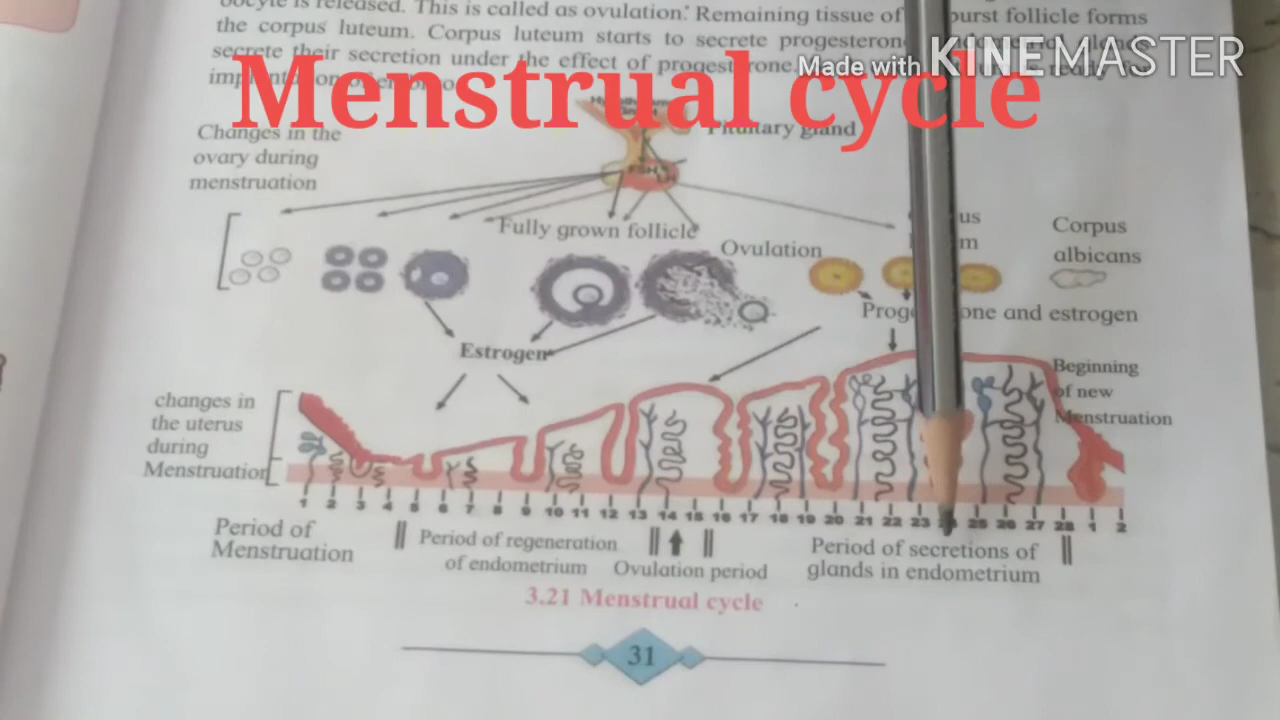 oocyte is released. This is called as ovulation. Remaining tissue of burst follicle forms
the corpus luteum. Corpus luteum starts to secrete
secrete their secretion under the effect of
Made with KINEMASTER
Menstrual cycle
Pituitary gland
Changes in the
ovary during
menstruation
FSH
LH
Fully grown follicle
Ovulation
Corpus
albicans
and estrogen
Estrogen
Beginning
of new
Menstruation
changes in
the uterus
during
Menstruation
1 2 3 4 5 6 7 8 9 10 11 12 13 14 15 16 17 18 19 20 21 22 23 25 26 27 28 1 2
Period of
Menstruation
Period of regeneration
of endometrium
Ovulation period
Period of secretions of
glands in endometrium
3.21 Menstrual cycle
31